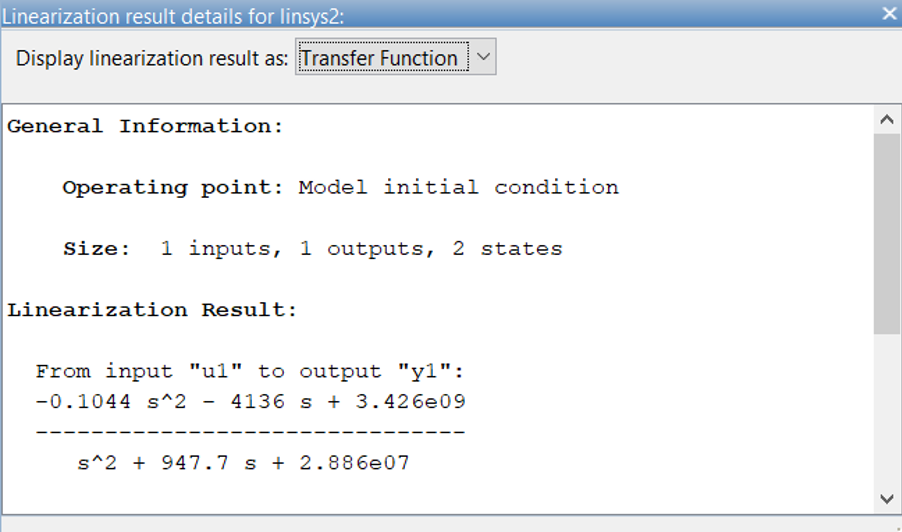 Linearization result details for linsys2:
Display linearization result as: Transfer Function
General Information:
Operating point: Model initial condition
Size: 1 inputs, 1 outputs, 2 states
Linearization Result:
From input "u1" to output "y1":
-0.1044 s^2 - 4136 s + 3.426e09
-------------------------------
s^2 + 947.7 s + 2.886e07